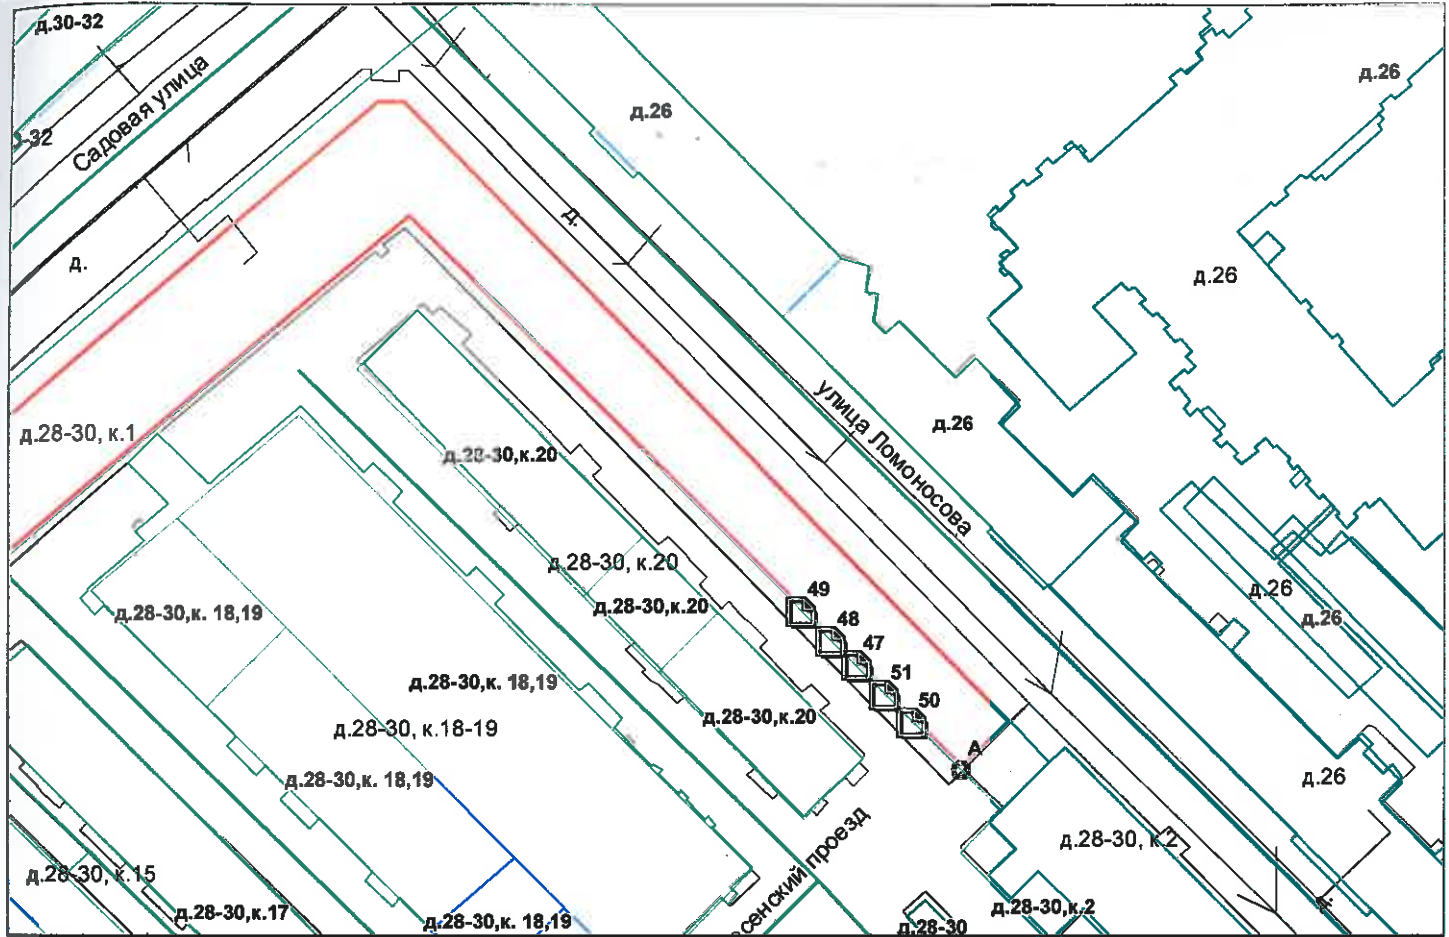 д.30-32
Садовая улица
д.26
д.26
д.
д.
д.26
улица Ломоносова
д.26
д.28-30, к.1
д.28-30,к.20
д.28-30, к.20
д.28-30,к.20
д.28-30,к. 18,19
49
48
47
51
50
А
д.26
д.26
д.28-30,к. 18,19
д.28-30,к.20
д.28-30, к.18-19
д.28-30,к. 18,19
д.26
д.28-30, к.2
д.28-30, к.15
д.28-30,к.17
д.28-30,к. 18,19
сенский проезд
д.28-30
д.28-30,к.2